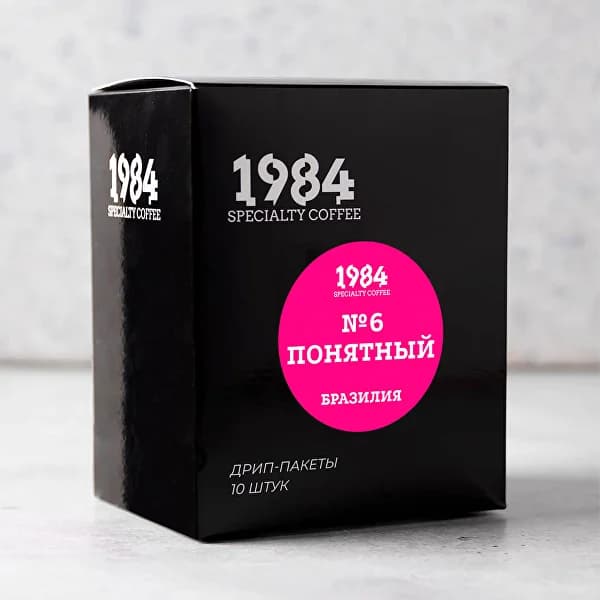 1984
SPECIALTY COFFEE
1984
SPECIALTY COFFEE
1984
SPECIALTY COFFEE
№6
ПОНЯТНЫЙ
БРАЗИЛИЯ
ДРИП-ПАКЕТЫ
10 ШТУК